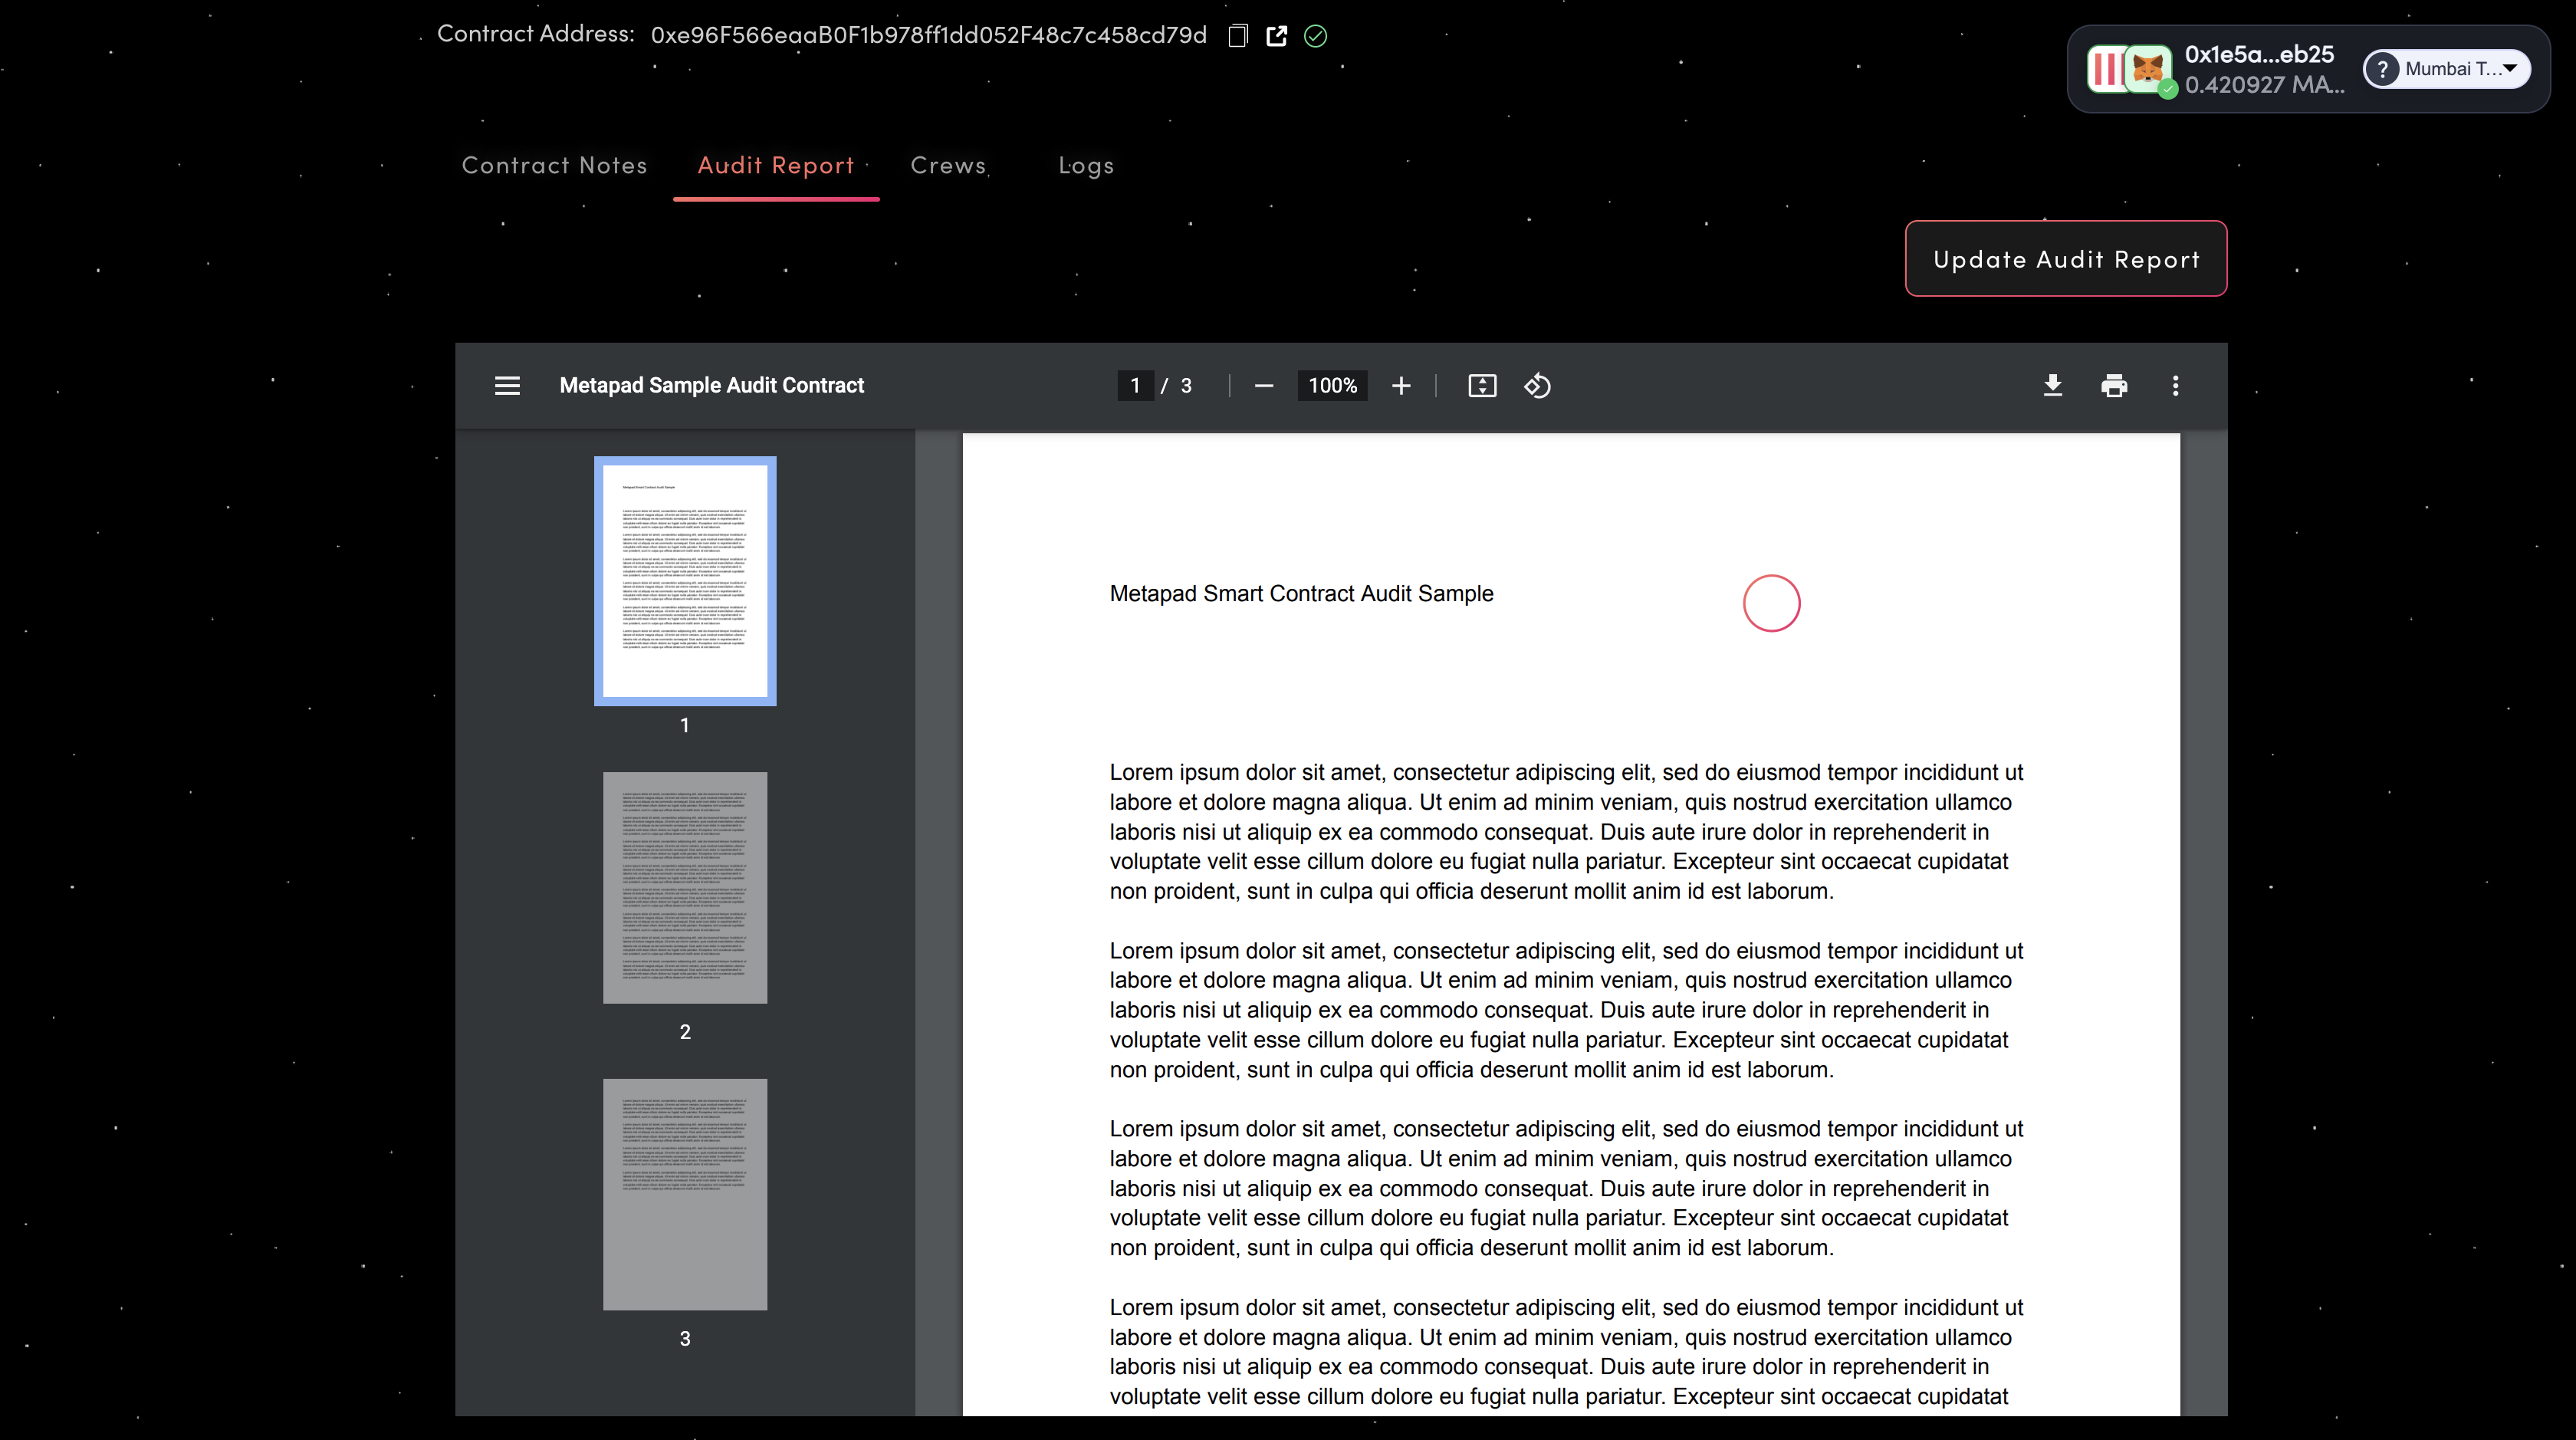 Contract Address: 0xe96F566eaaB0F1b978ff1dd052F48c7c458cd79d
0x1e5a...eb25
0.420927 MA...
? Mumbai T...
Contract Notes Audit Report Crews Logs
Update Audit Report
Metapad Sample Audit Contract 1 / 3 100%
1
2
3
Metapad Smart Contract Audit Sample
Lorem ipsum dolor sit amet, consectetur adipiscing elit, sed do eiusmod tempor incididunt ut
labore et dolore magna aliqua. Ut enim ad minim veniam, quis nostrud exercitation ullamco
laboris nisi ut aliquip ex ea commodo consequat. Duis aute irure dolor in reprehenderit in
voluptate velit esse cillum dolore eu fugiat nulla pariatur. Excepteur sint occaecat cupidatat
non proident, sunt in culpa qui officia deserunt mollit anim id est laborum.
Lorem ipsum dolor sit amet, consectetur adipiscing elit, sed do eiusmod tempor incididunt ut
labore et dolore magna aliqua. Ut enim ad minim veniam, quis nostrud exercitation ullamco
laboris nisi ut aliquip ex ea commodo consequat. Duis aute irure dolor in reprehenderit in
voluptate velit esse cillum dolore eu fugiat nulla pariatur. Excepteur sint occaecat cupidatat
non proident, sunt in culpa qui officia deserunt mollit anim id est laborum.
Lorem ipsum dolor sit amet, consectetur adipiscing elit, sed do eiusmod tempor incididunt ut
labore et dolore magna aliqua. Ut enim ad minim veniam, quis nostrud exercitation ullamco
laboris nisi ut aliquip ex ea commodo consequat. Duis aute irure dolor in reprehenderit in
voluptate velit esse cillum dolore eu fugiat nulla pariatur. Excepteur sint occaecat cupidatat
non proident, sunt in culpa qui officia deserunt mollit anim id est laborum.
Lorem ipsum dolor sit amet, consectetur adipiscing elit, sed do eiusmod tempor incididunt ut
labore et dolore magna aliqua. Ut enim ad minim veniam, quis nostrud exercitation ullamco
laboris nisi ut aliquip ex ea commodo consequat. Duis aute irure dolor in reprehenderit in
voluptate velit esse cillum dolore eu fugiat nulla pariatur. Excepteur sint occaecat cupidatat